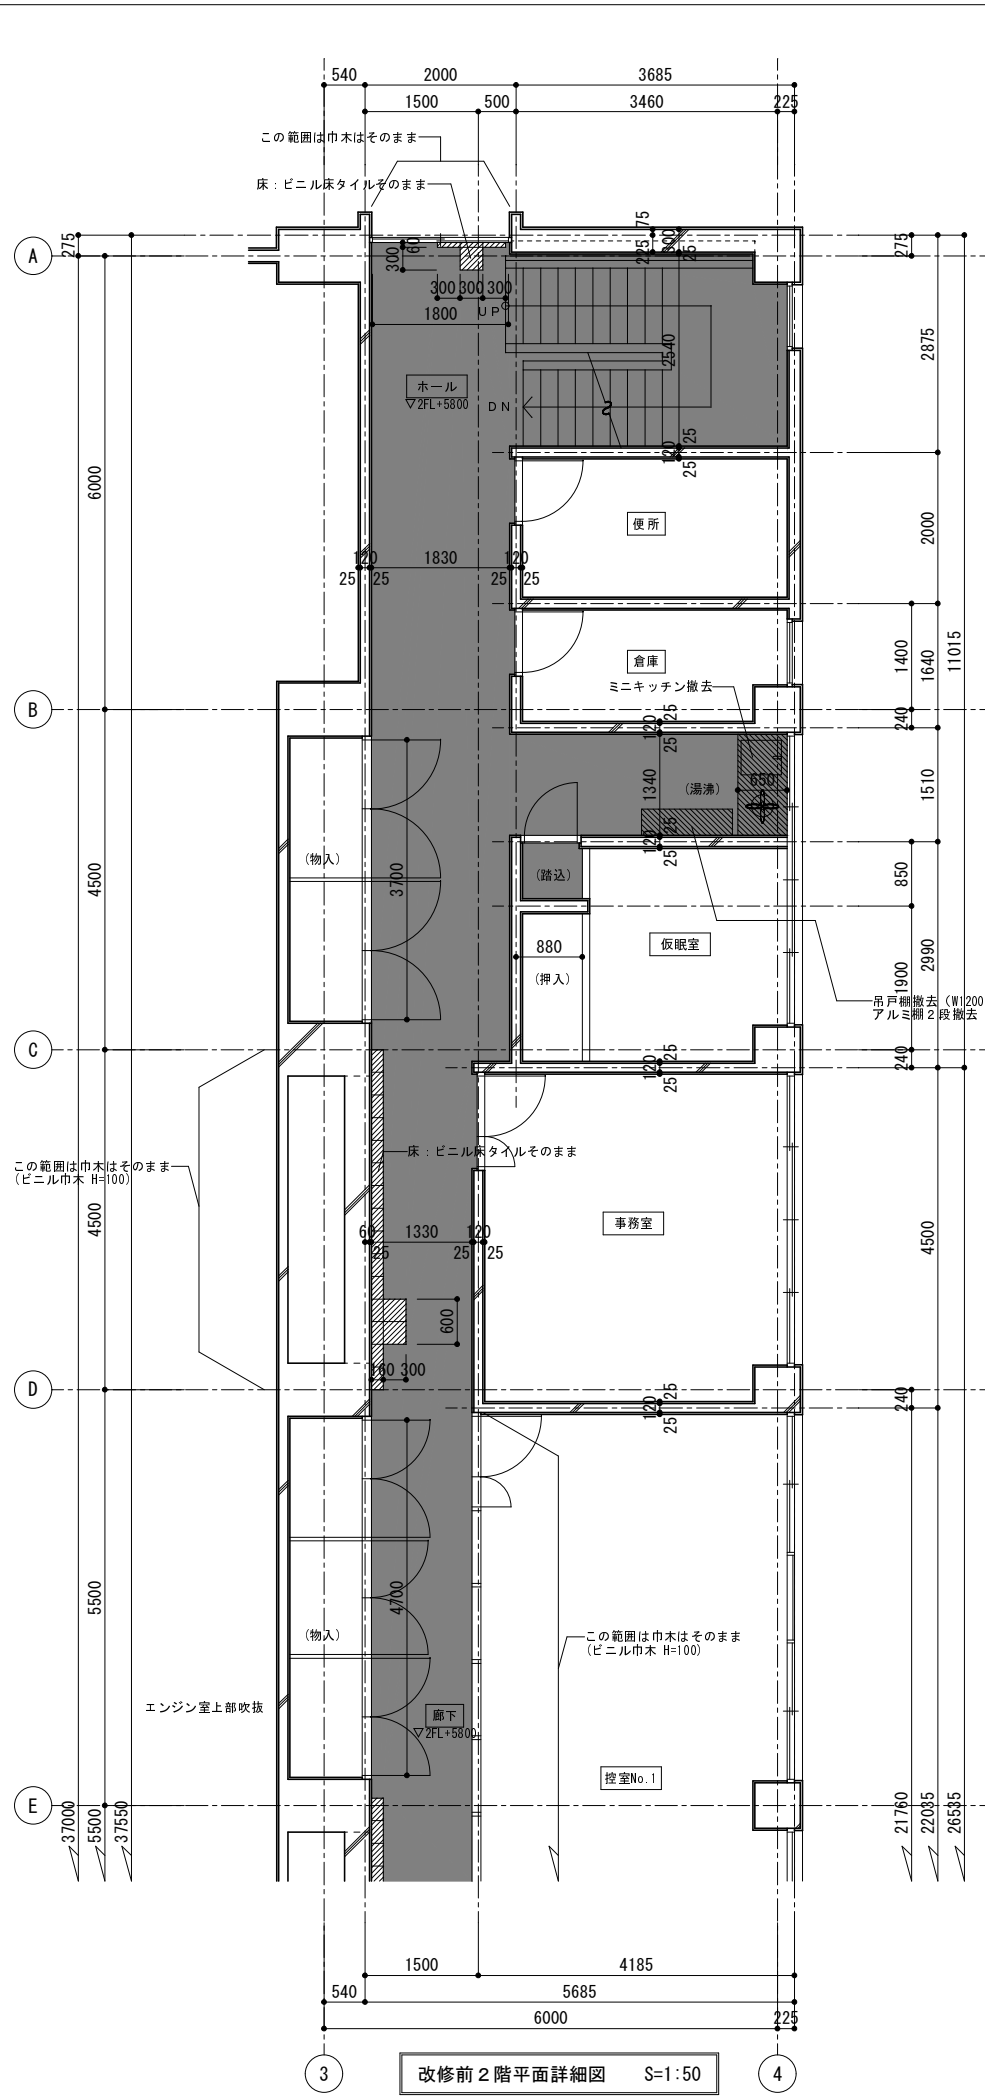 540 2000 3685
1500 500 3460 225
この範囲は巾木はそのまま
床：ビニル床タイルそのまま
275 60 300 75 225 300 25 275
A
300 300 300
UP
1800
2540
2875
ホール
▽2FL+5800
DN
25
120
25
6000
便所
2000
120 1830 120
25 25 25 25
倉庫
1400 1640 11015
ミニキッチン撤去
B
25
120
25
240
650
(湯沸)
1340
1510
25
120
25
(物入)
3700
4500
(踏込)
850
880
仮眠室
(押入)
1900 2990
吊戸棚撤去（W1200
アルミ棚２段撤去
C
25
120
25
240
床：ビニル床タイルそのまま
この範囲は巾木はそのまま
(ビニル巾木 H=100)
4500
事務室
60 1330 120
25 25 25
4500
600
160 300
D
25
120
25
240
5500
4700
この範囲は巾木はそのまま
(ビニル巾木 H=100)
(物入)
エンジン室上部吹抜
廊下
▽2FL+5800
控室No.1
E
37000 5500 37550
21760 22035 26535
1500 4185
540 5685
6000 225
3 改修前２階平面詳細図 S=1:50 4